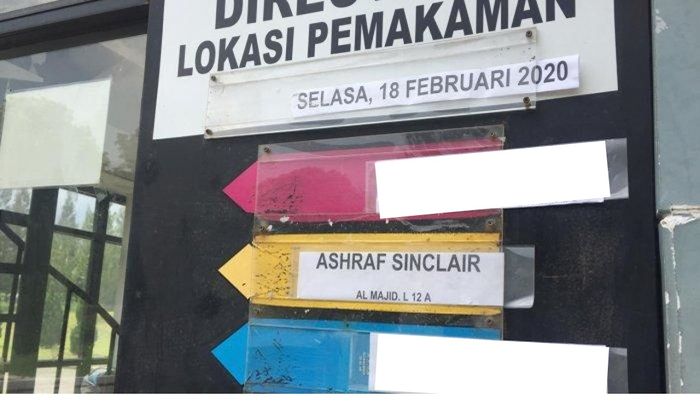 LOKASI PEMAKAMAN
SELASA, 18 FEBRUARI 2020
ASHRAF SINCLAIR
AL MAJID. L 12 A